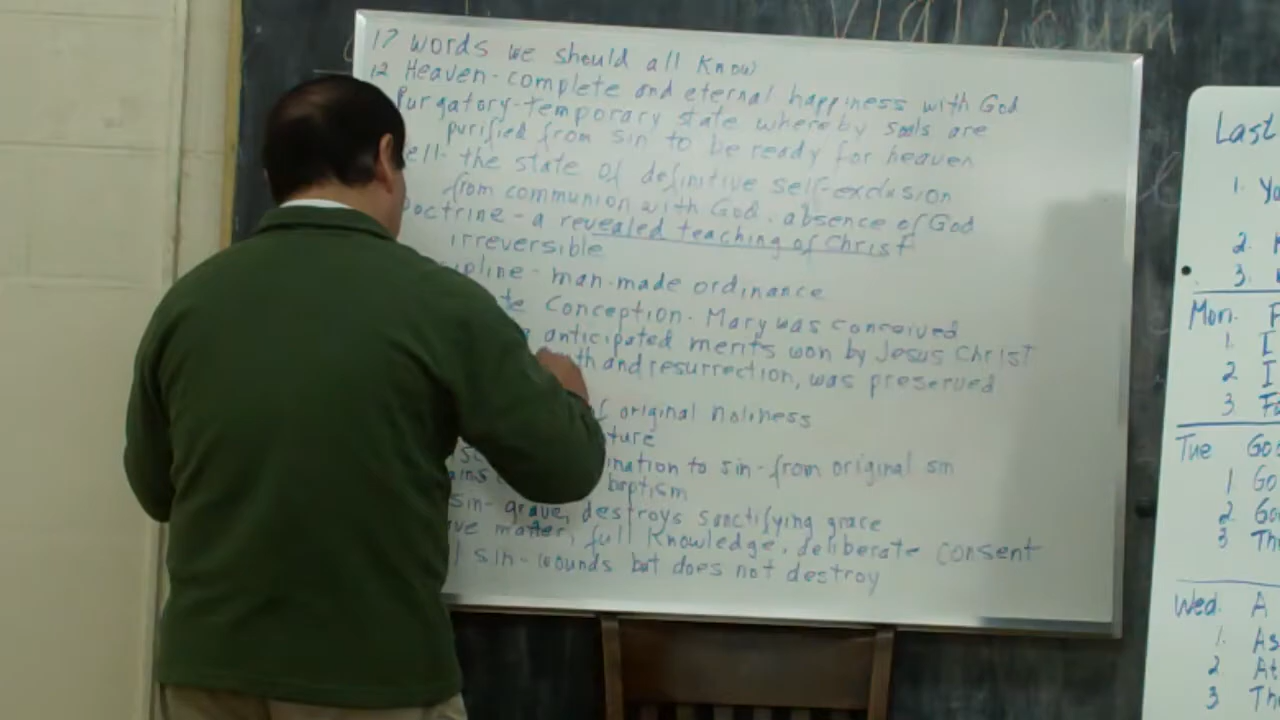 17 words we should all know
12 Heaven- complete and eternal happiness with God
Purgatory- temporary state whereby souls are
purified from sin to be ready for heaven
ell- the state of definitive self-exclusion
from communion with God. absence of God
Doctrine - a revealed teaching of Christ
irreversible
ipline - man-made ordinance
te Conception- Mary was conceived
anticipated merits won by Jesus Christ
th and resurrection, was preserved
of original holiness
ture
ination to sin - from original sin
ains baptism
sin- grave, destroys sanctifying grace
ve matter, full knowledge, deliberate consent
l sin- wounds but does not destroy
Last
1. Yo
2.
3.
Mon. F
1. I
2 I
3 Fo
Tue God
1 Go
2 Go
3 Th
Wed. A
1. As
2 At
3 Th